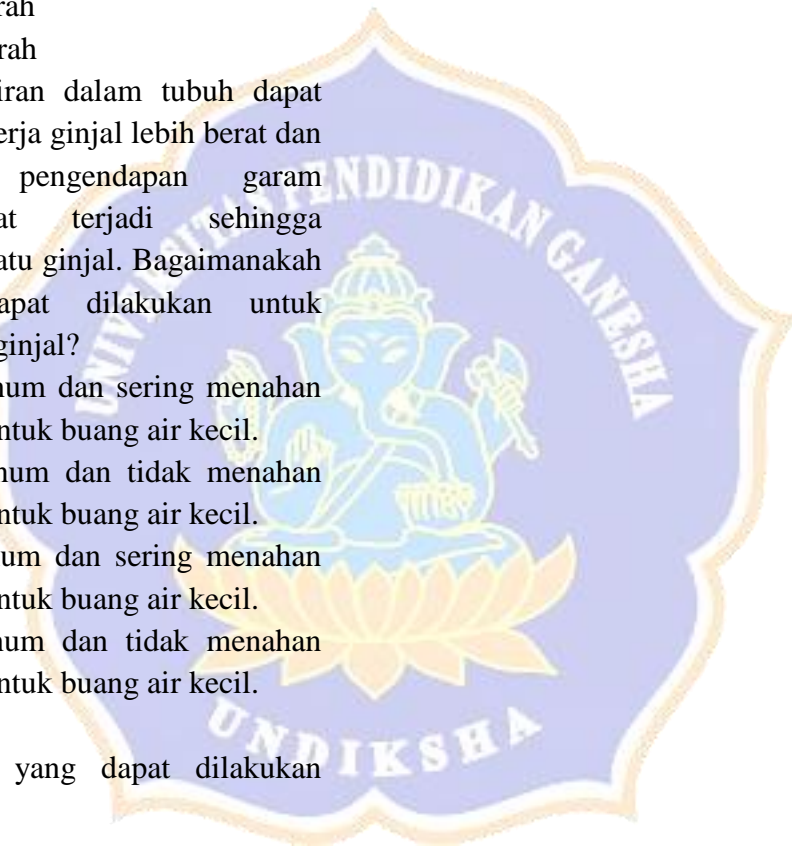 rah
rah
iran dalam tubuh dapat
erja ginjal lebih berat dan
pengendapan garam
at terjadi sehingga
atu ginjal. Bagaimanakah
apat dilakukan untuk
ginjal?
num dan sering menahan
ntuk buang air kecil.
num dan tidak menahan
ntuk buang air kecil.
um dan sering menahan
ntuk buang air kecil.
num dan tidak menahan
ntuk buang air kecil.
yang dapat dilakukan
UNIVERSITAS PENDIDIKAN GANESHA
UNDIKSHA